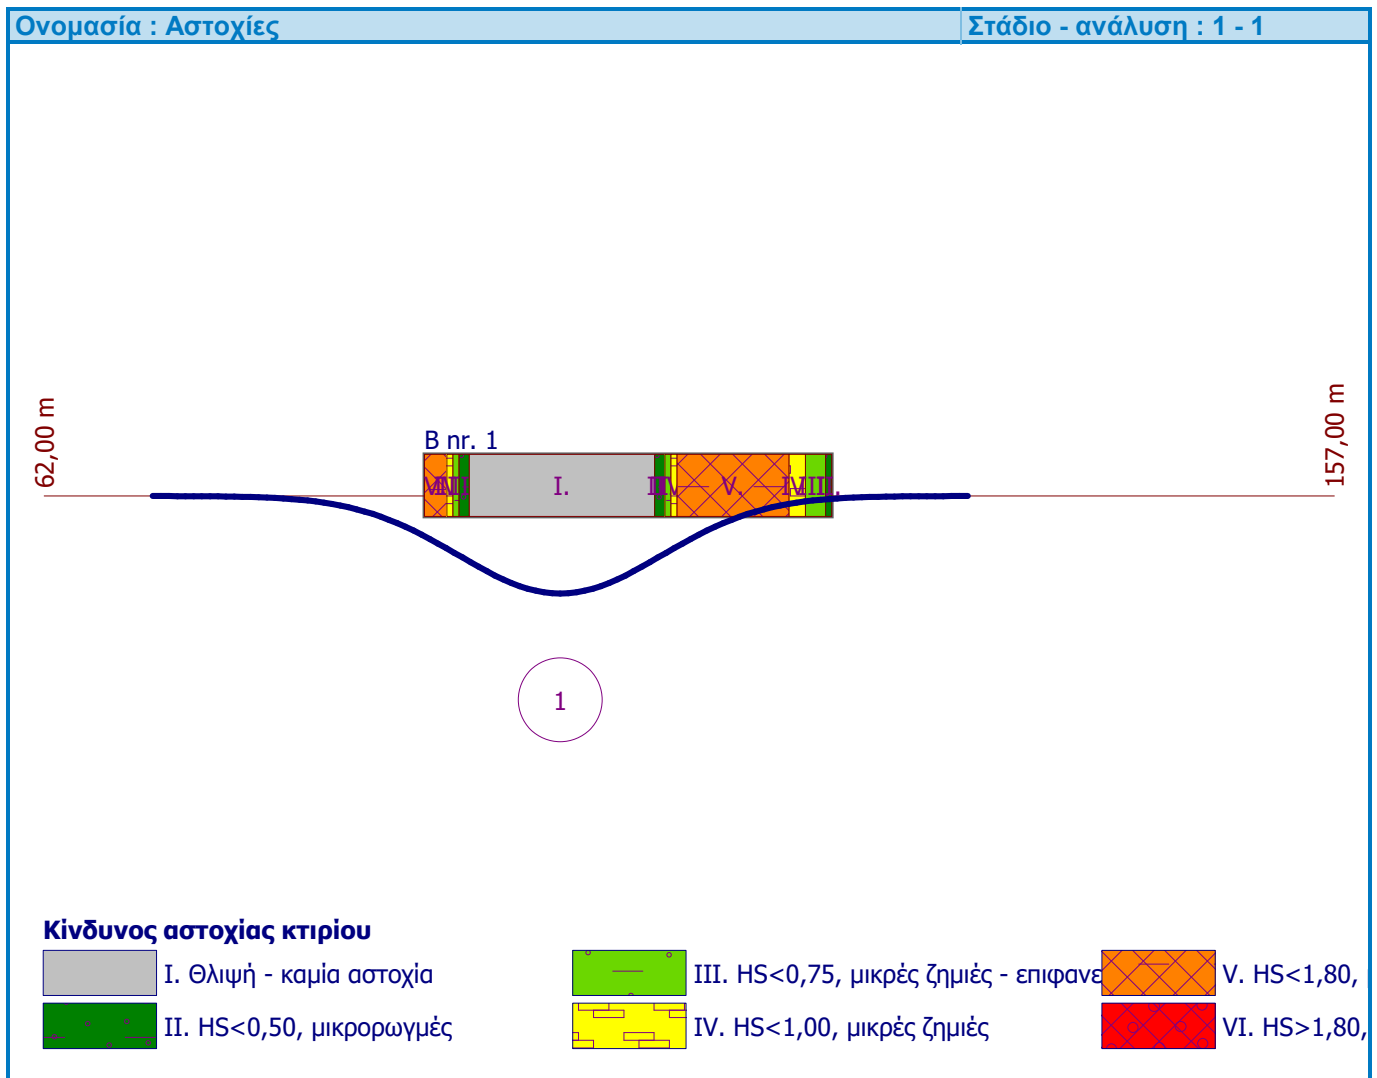 Ονομασία : Αστοχίες
Στάδιο - ανάλυση : 1 - 1
62,00 m
157,00 m
B nr. 1
I.
V.
1
Κίνδυνος αστοχίας κτιρίου
I. Θλιψή - καμία αστοχία
III. HS<0,75, μικρές ζημιές - επιφανε
V. HS<1,80,
II. HS<0,50, μικρορωγμές
IV. HS<1,00, μικρές ζημιές
VI. HS>1,80,